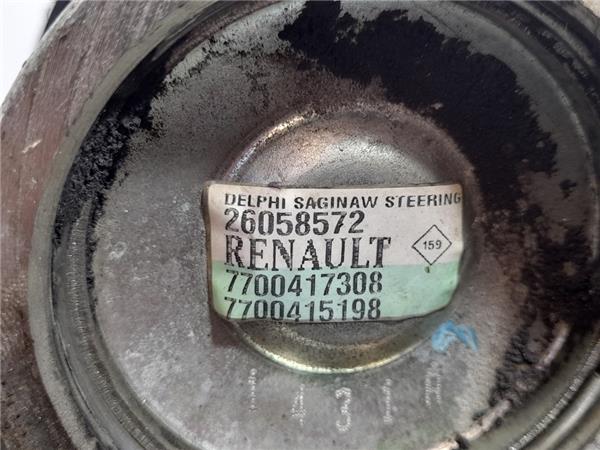 DELPHI SAGINAW STEERING
26058572
RENAULT
159
7700417308
7700415198